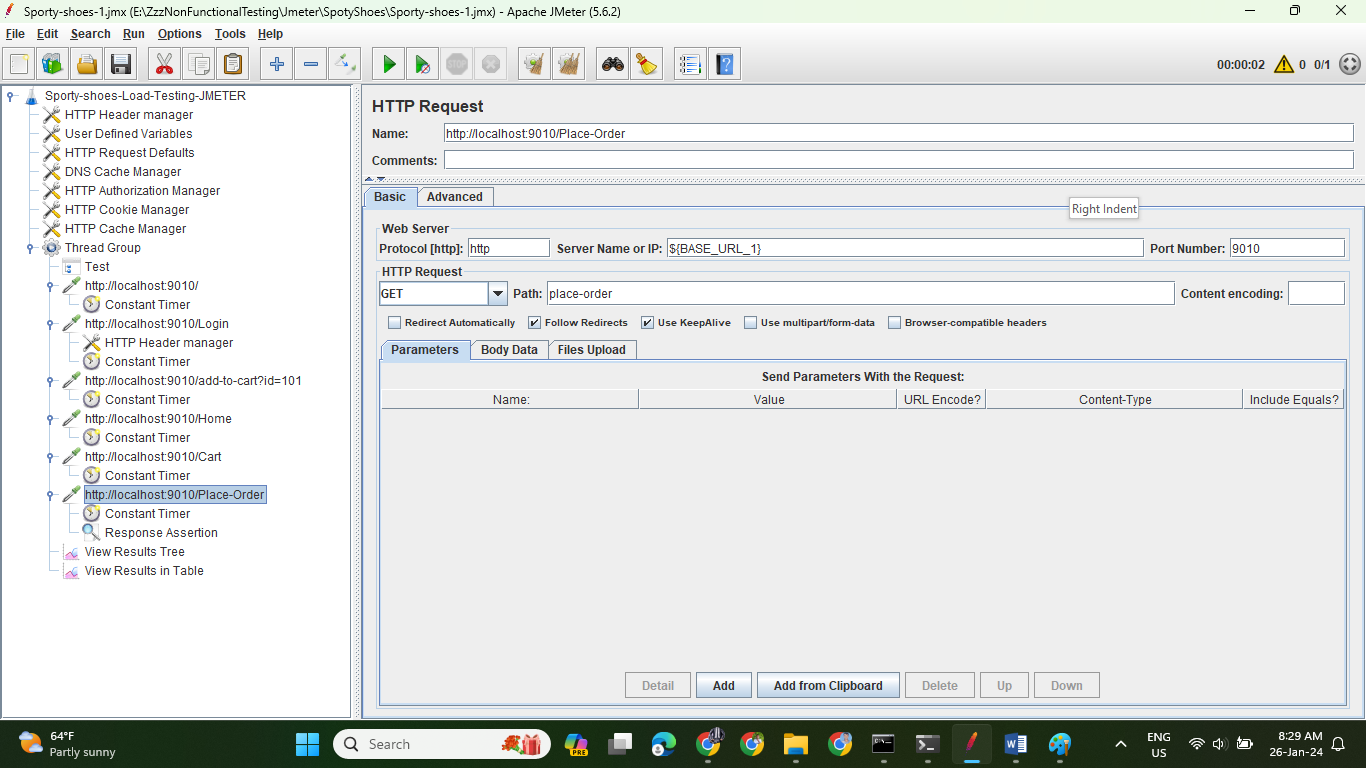 Sporty-shoes-1.jmx (E:\ZzzNonFunctionalTesting\Jmeter\SpotyShoes\Sporty-shoes-1.jmx) - Apache JMeter (5.6.2)
File Edit Search Run Options Tools Help
00:00:02 0 0/1
Sporty-shoes-Load-Testing-JMETER
HTTP Header manager
User Defined Variables
HTTP Request Defaults
DNS Cache Manager
HTTP Authorization Manager
HTTP Cookie Manager
HTTP Cache Manager
Thread Group
Test
http://localhost:9010/
Constant Timer
http://localhost:9010/Login
HTTP Header manager
Constant Timer
http://localhost:9010/add-to-cart?id=101
Constant Timer
http://localhost:9010/Home
Constant Timer
http://localhost:9010/Cart
Constant Timer
http://localhost:9010/Place-Order
Constant Timer
Response Assertion
View Results Tree
View Results in Table
HTTP Request
Name: http://localhost:9010/Place-Order
Comments:
Basic Advanced
Right Indent
Web Server
Protocol [http]: http Server Name or IP: ${BASE_URL_1} Port Number: 9010
HTTP Request
GET Path: place-order Content encoding:
Redirect Automatically Follow Redirects Use KeepAlive Use multipart/form-data Browser-compatible headers
Parameters Body Data Files Upload
Send Parameters With the Request:
Name: Value URL Encode? Content-Type Include Equals?
Detail Add Add from Clipboard Delete Up Down
64°F
Partly sunny
Search
PRE
ENG
US
8:29 AM
26-Jan-24